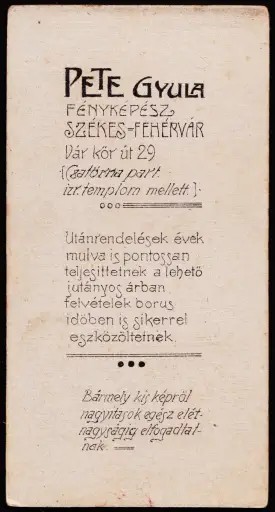 PETE GYULA
FÉNYKÉPÉSZ
SZÉKES-FEHÉRVÁR
Vár kör út 29
(Csatorna part
izr. templom mellett.)
Utánrendelések évek
mulva is pontossan
teljesittetnek a lehető
jutányos árban
felvételek borus
időben is sikerrel
eszközöltetnek.
Bármely kis képről
nagyitások egész élet-
nagyságig elfogadtat-
nak